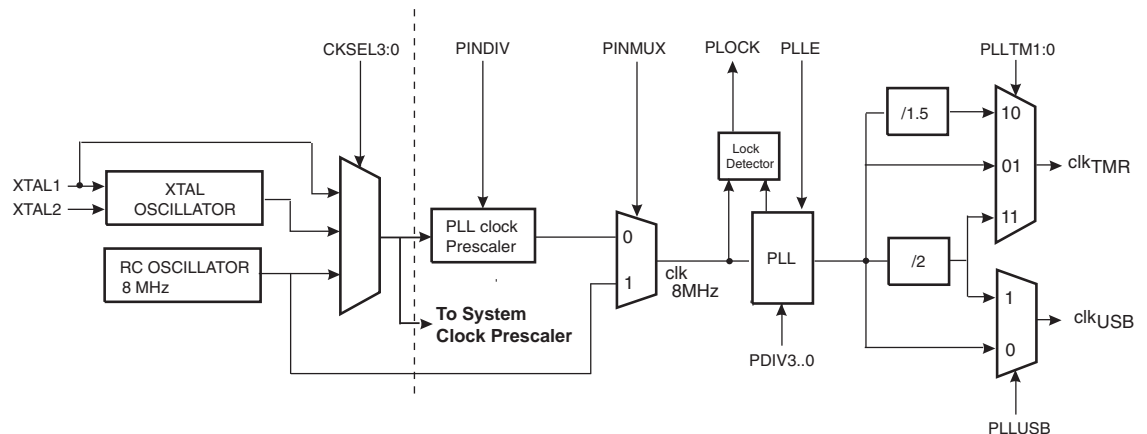 CKSEL3:0
PINDIV
PINMUX
PLOCK
PLLE
PLLTM1:0
/1.5
10
Lock
Detector
01
clkTMR
XTAL1
XTAL2
XTAL
OSCILLATOR
11
PLL clock
Prescaler
0
RC OSCILLATOR
8 MHz
1
clk
8MHz
PLL
/2
To System
Clock Prescaler
1
clkUSB
0
PDIV3..0
PLLUSB